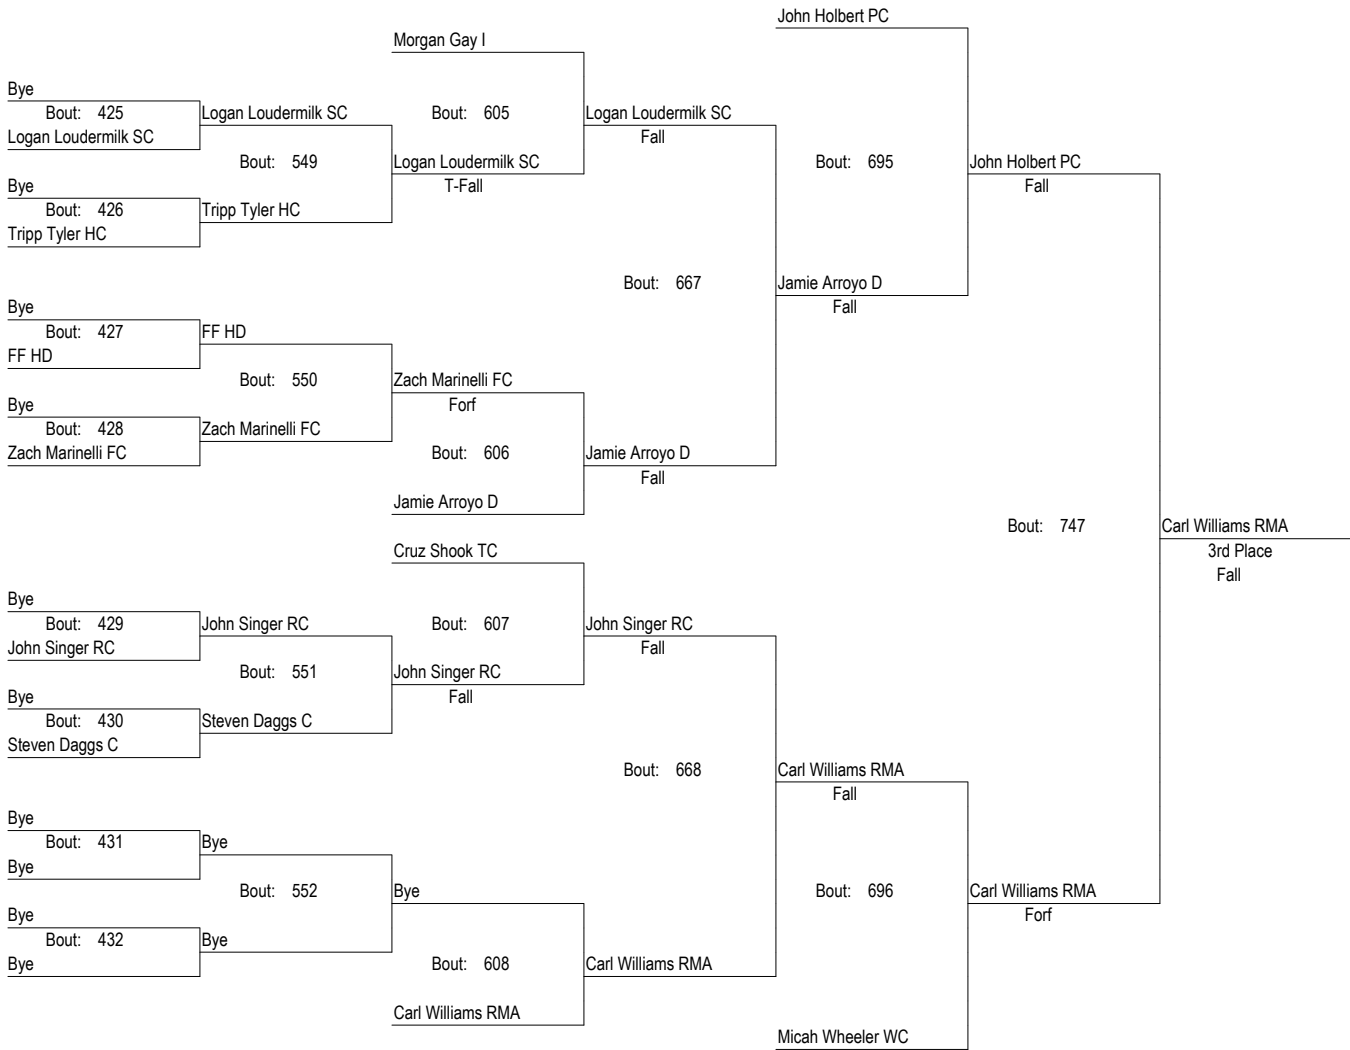 John Holbert PC
Morgan Gay I
Bye
Bout: 425
Logan Loudermilk SC
Bout: 605
Logan Loudermilk SC
Logan Loudermilk SC
Fall
Bout: 549
Logan Loudermilk SC
T-Fall
Bout: 695
John Holbert PC
Fall
Bye
Bout: 426
Tripp Tyler HC
Tripp Tyler HC
Bout: 667
Jamie Arroyo D
Fall
Bye
Bout: 427
FF HD
FF HD
Bout: 550
Zach Marinelli FC
Forf
Bye
Bout: 428
Zach Marinelli FC
Zach Marinelli FC
Bout: 606
Jamie Arroyo D
Fall
Jamie Arroyo D
Bout: 747
Carl Williams RMA
3rd Place
Fall
Cruz Shook TC
Bye
Bout: 429
John Singer RC
John Singer RC
Bout: 607
John Singer RC
Fall
Bout: 551
John Singer RC
Fall
Bye
Bout: 430
Steven Daggs C
Steven Daggs C
Bout: 668
Carl Williams RMA
Fall
Bye
Bout: 431
Bye
Bye
Bout: 552
Bye
Bout: 696
Carl Williams RMA
Forf
Bye
Bout: 432
Bye
Bye
Bout: 608
Carl Williams RMA
Carl Williams RMA
Micah Wheeler WC